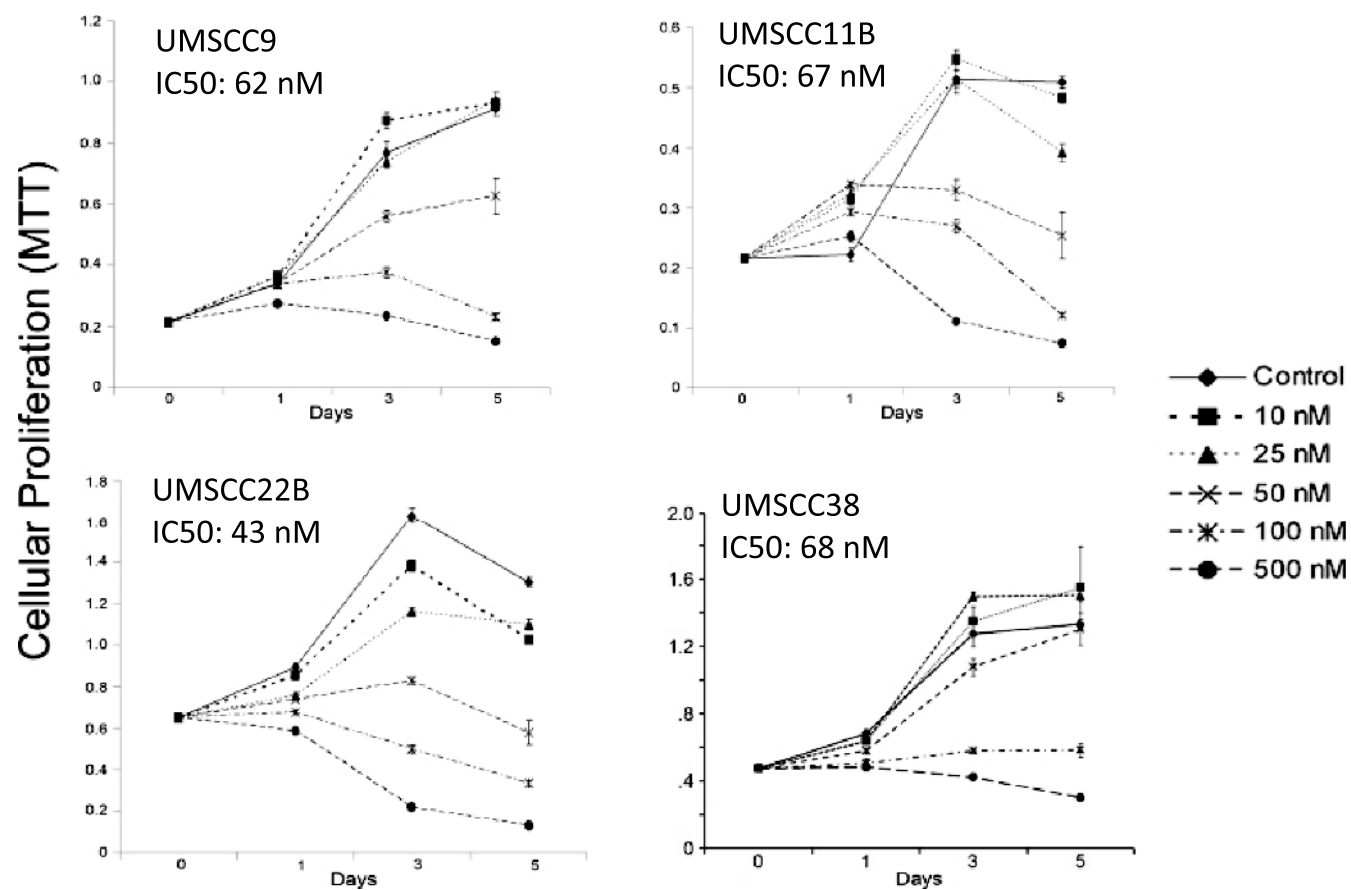 Cellular Proliferation (MTT)
UMSCC9
IC50: 62 nM
1.2
1.0
0.8
0.6
0.4
0.2
0
0 1 3 5
Days
UMSCC11B
IC50: 67 nM
0.6
0.5
0.4
0.3
0.2
0.1
0
0 1 3 5
Days
UMSCC22B
IC50: 43 nM
1.8
1.6
1.4
1.2
1.0
0.8
0.6
0.4
0.2
0
0 1 3 5
Days
UMSCC38
IC50: 68 nM
2.0
1.6
1.2
.8
.4
0
0 1 3 5
Days
Control
10 nM
25 nM
50 nM
100 nM
500 nM